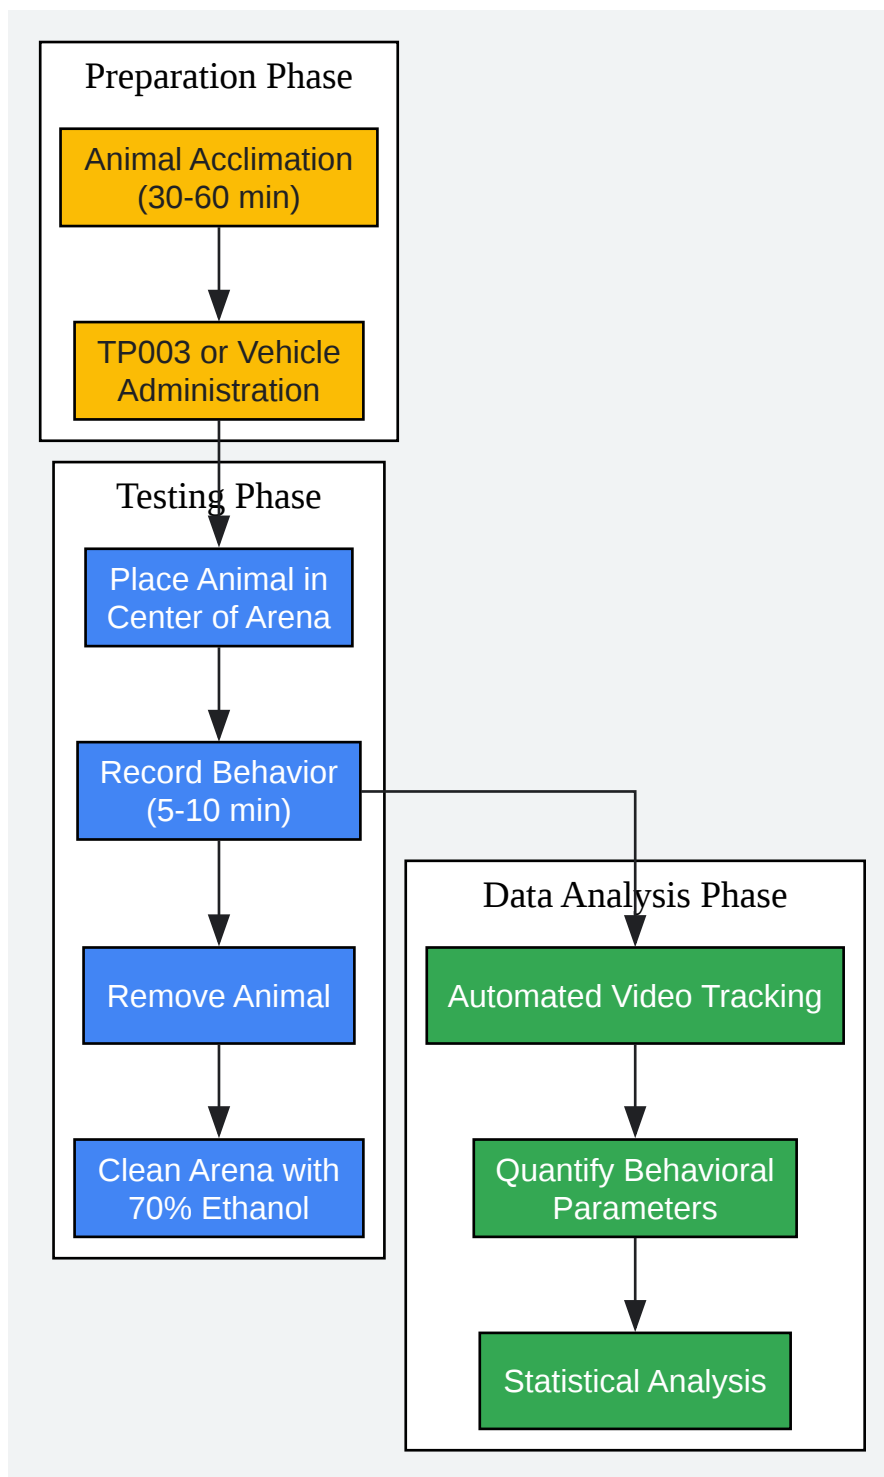 Preparation Phase
Animal Acclimation
(30-60 min)
TP003 or Vehicle
Administration
Testing Phase
Place Animal in
Center of Arena
Record Behavior
(5-10 min)
Remove Animal
Clean Arena with
70% Ethanol
Data Analysis Phase
Automated Video Tracking
Quantify Behavioral
Parameters
Statistical Analysis